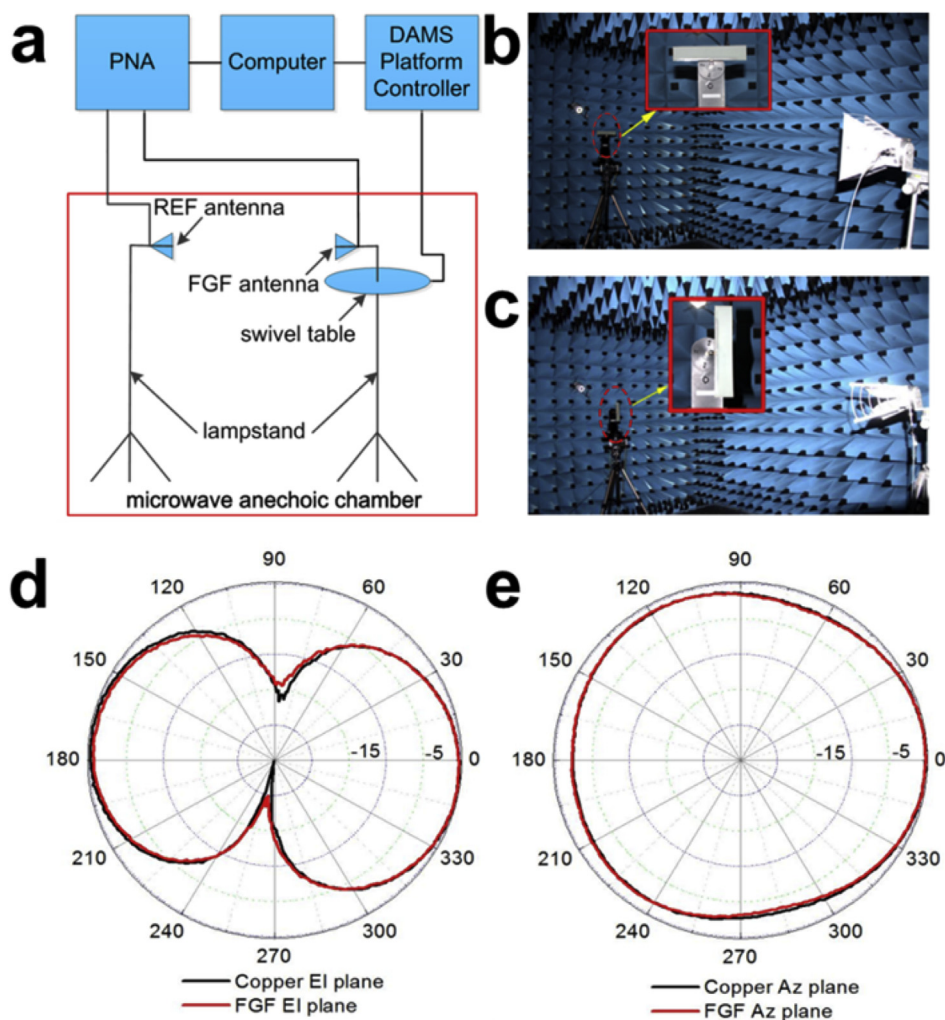 a
PNA
Computer
DAMS
Platform
Controller
REF antenna
FGF antenna
swivel table
lampstand
microwave anechoic chamber
b
c
d
90
120
60
150
30
180
-15
-5
0
210
330
240
300
270
Copper El plane
FGF El plane
e
90
120
60
150
30
180
-15
-5
0
210
330
240
300
270
Copper Az plane
FGF Az plane